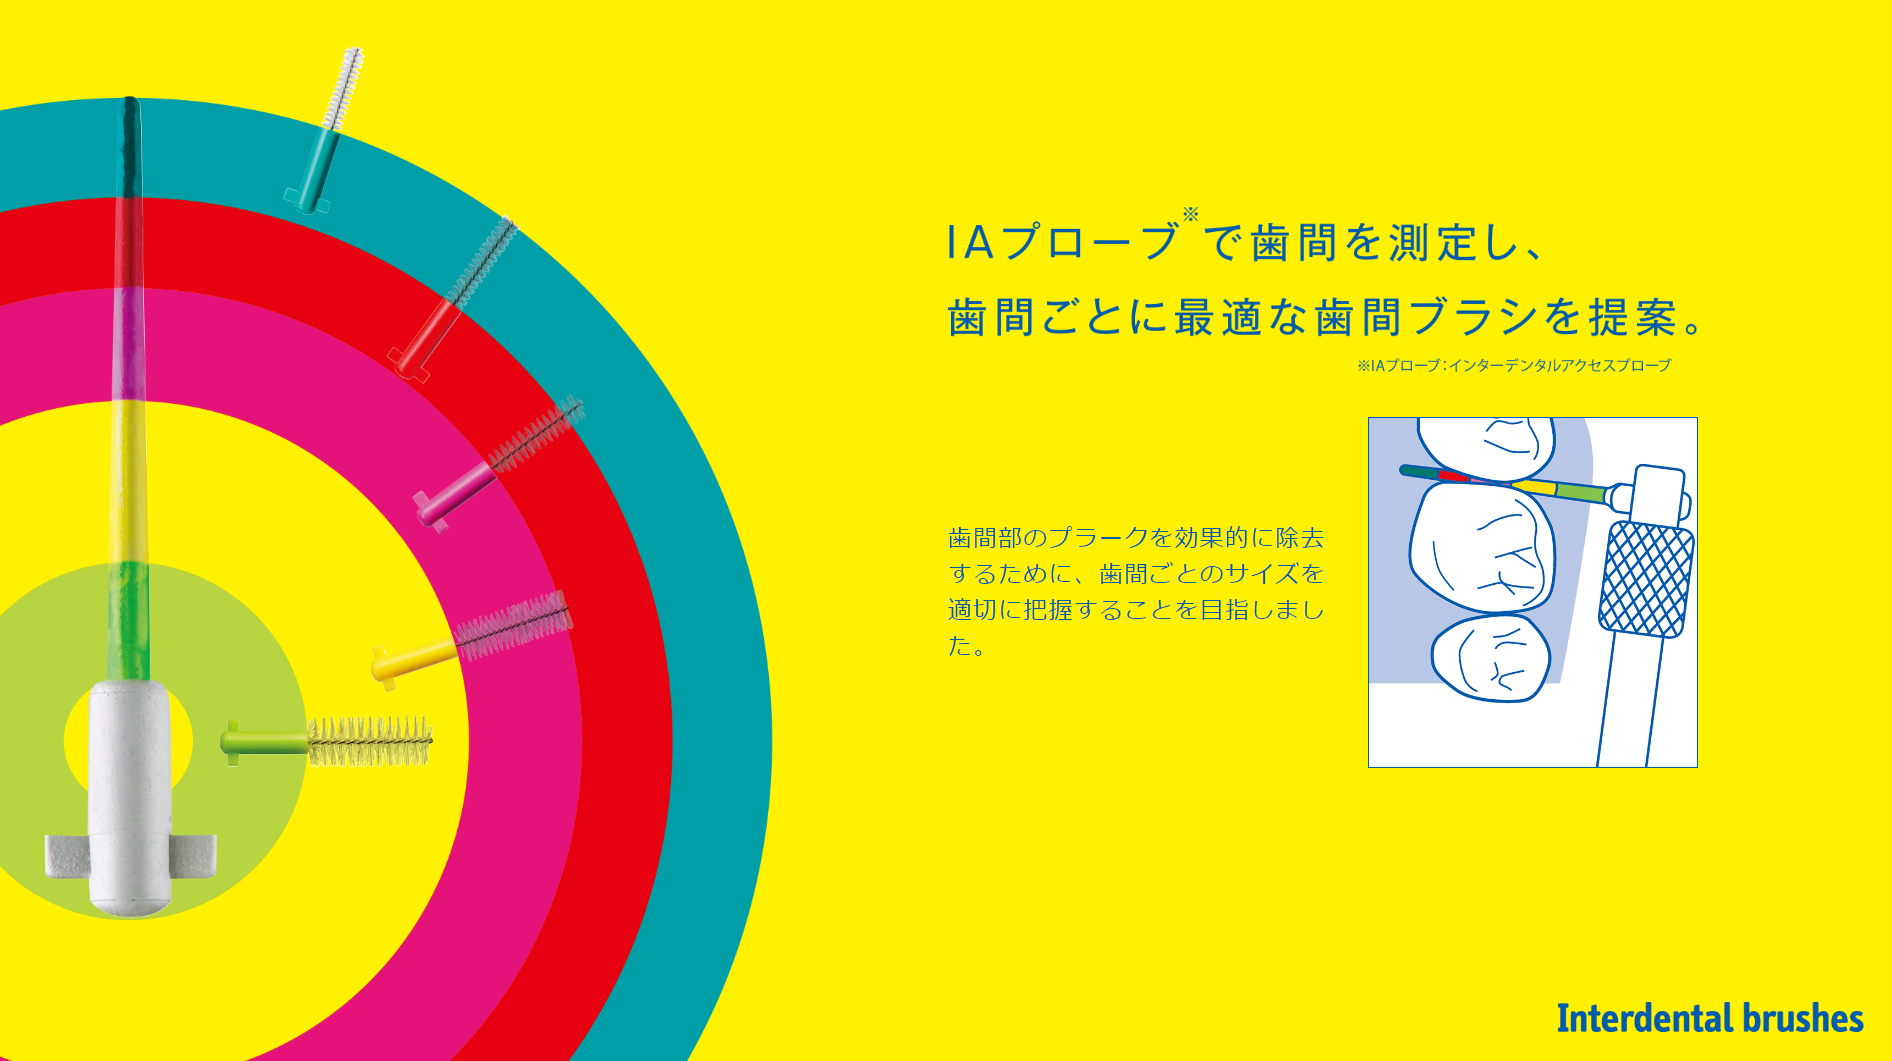 IAプローブ※で歯間を測定し、
歯間ごとに最適な歯間ブラシを提案。
※IAプローブ：インターデンタルアクセスプローブ
歯間部のプラークを効果的に除去
するために、歯間ごとのサイズを
適切に把握することを目指しまし
た。
Interdental brushes